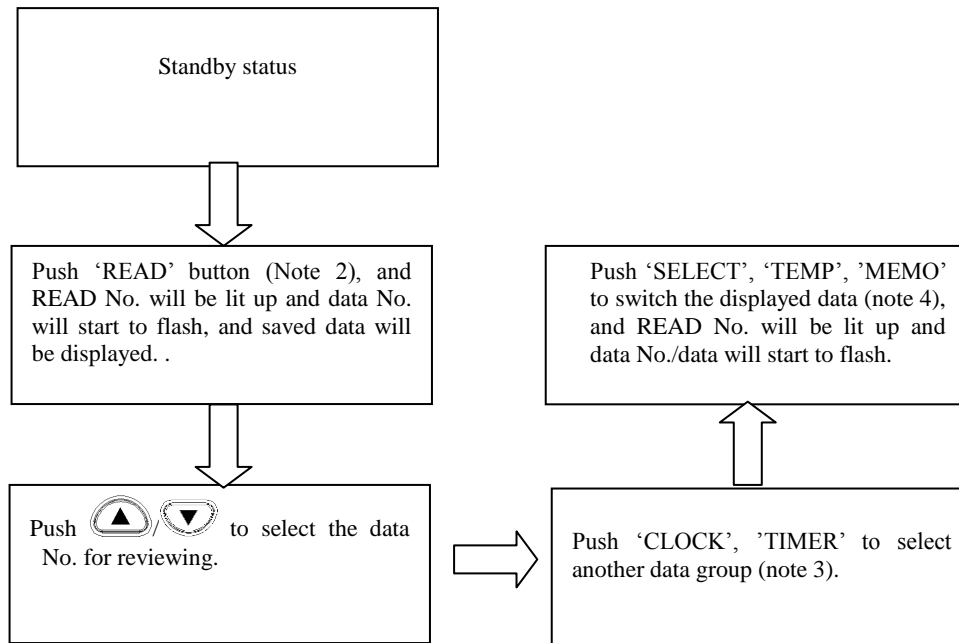 Standby status
Push ‘READ’ button (Note 2), and
READ No. will be lit up and data No.
will start to flash, and saved data will
be displayed. .
Push ▲/▼ to select the data
No. for reviewing.
Push ‘CLOCK’, ’TIMER’ to select
another data group (note 3).
Push ‘SELECT’, ‘TEMP’, ’MEMO’
to switch the displayed data (note 4),
and READ No. will be lit up and
data No./data will start to flash.